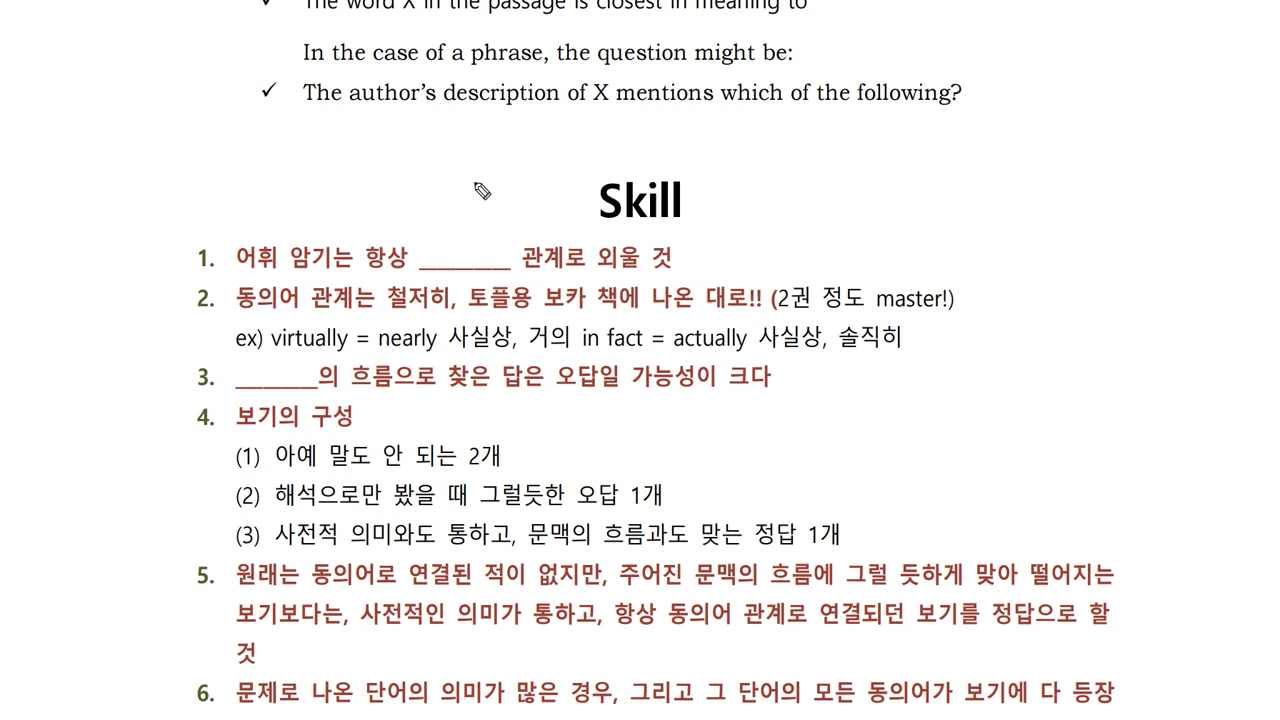 ✓ The word X in the passage is closest in meaning to
In the case of a phrase, the question might be:
✓ The author's description of X mentions which of the following?
Skill
1. 어휘 암기는 항상 ________ 관계로 외울 것
2. 동의어 관계는 철저히, 토플용 보카 책에 나온 대로!! (2권 정도 master!)
ex) virtually = nearly 사실상, 거의 in fact = actually 사실상, 솔직히
3. _______의 흐름으로 찾은 답은 오답일 가능성이 크다
4. 보기의 구성
(1) 아예 말도 안 되는 2개
(2) 해석으로만 봤을 때 그럴듯한 오답 1개
(3) 사전적 의미와도 통하고, 문맥의 흐름과도 맞는 정답 1개
5. 원래는 동의어로 연결된 적이 없지만, 주어진 문맥의 흐름에 그럴 듯하게 맞아 떨어지는
보기보다는, 사전적인 의미가 통하고, 항상 동의어 관계로 연결되던 보기를 정답으로 할
것
6. 문제로 나온 단어의 의미가 많은 경우, 그리고 그 단어의 모든 동의어가 보기에 다 등장